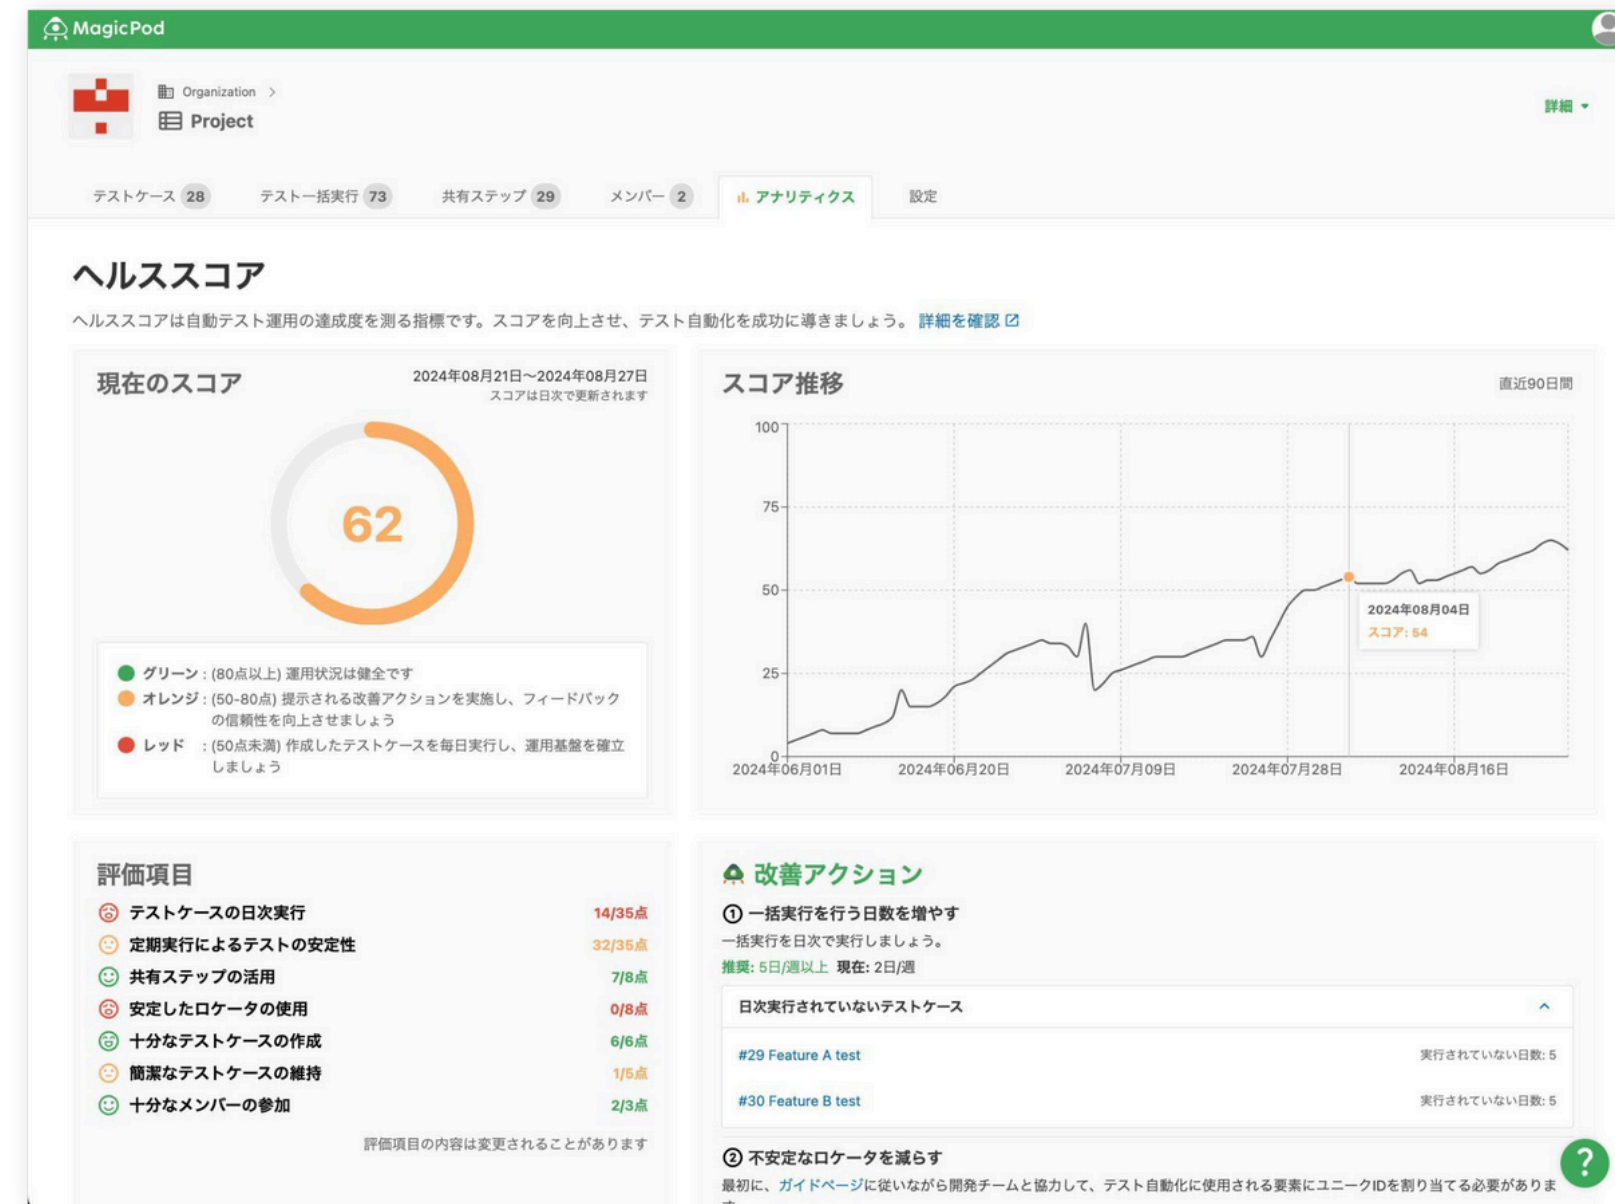 MagicPod
Organization >
Project
詳細
テストケース 28 テスト一括実行 73 共有ステップ 29 メンバー 2 アナリティクス 設定
ヘルススコア
ヘルススコアは自動テスト運用の達成度を測る指標です。スコアを向上させ、テスト自動化を成功に導きましょう。 詳細を確認
現在のスコア
2024年08月21日〜2024年08月27日
スコアは日次で更新されます
62
グリーン : (80点以上) 運用状況は健全です
オレンジ : (50-80点) 提示される改善アクションを実施し、フィードバック
の信頼性を向上させましょう
レッド : (50点未満) 作成したテストケースを毎日実行し、運用基盤を確立
しましょう
スコア推移
直近90日間
100
75
50
25
0
2024年08月04日
スコア: 54
2024年06月01日 2024年06月20日 2024年07月09日 2024年07月28日 2024年08月16日
評価項目
テストケースの日次実行 14/35点
定期実行によるテストの安定性 32/35点
共有ステップの活用 7/8点
安定したロケータの使用 0/8点
十分なテストケースの作成 6/6点
簡潔なテストケースの維持 1/5点
十分なメンバーの参加 2/3点
評価項目の内容は変更されることがあります
改善アクション
① 一括実行を行う日数を増やす
一括実行を日次で実行しましょう。
推奨: 5日/週以上 現在: 2日/週
日次実行されていないテストケース
#29 Feature A test 実行されていない日数: 5
#30 Feature B test 実行されていない日数: 5
② 不安定なロケータを減らす
最初に、ガイドページに従いながら開発チームと協力して、テスト自動化に使用される要素にユニークIDを割り当てる必要がありま
?